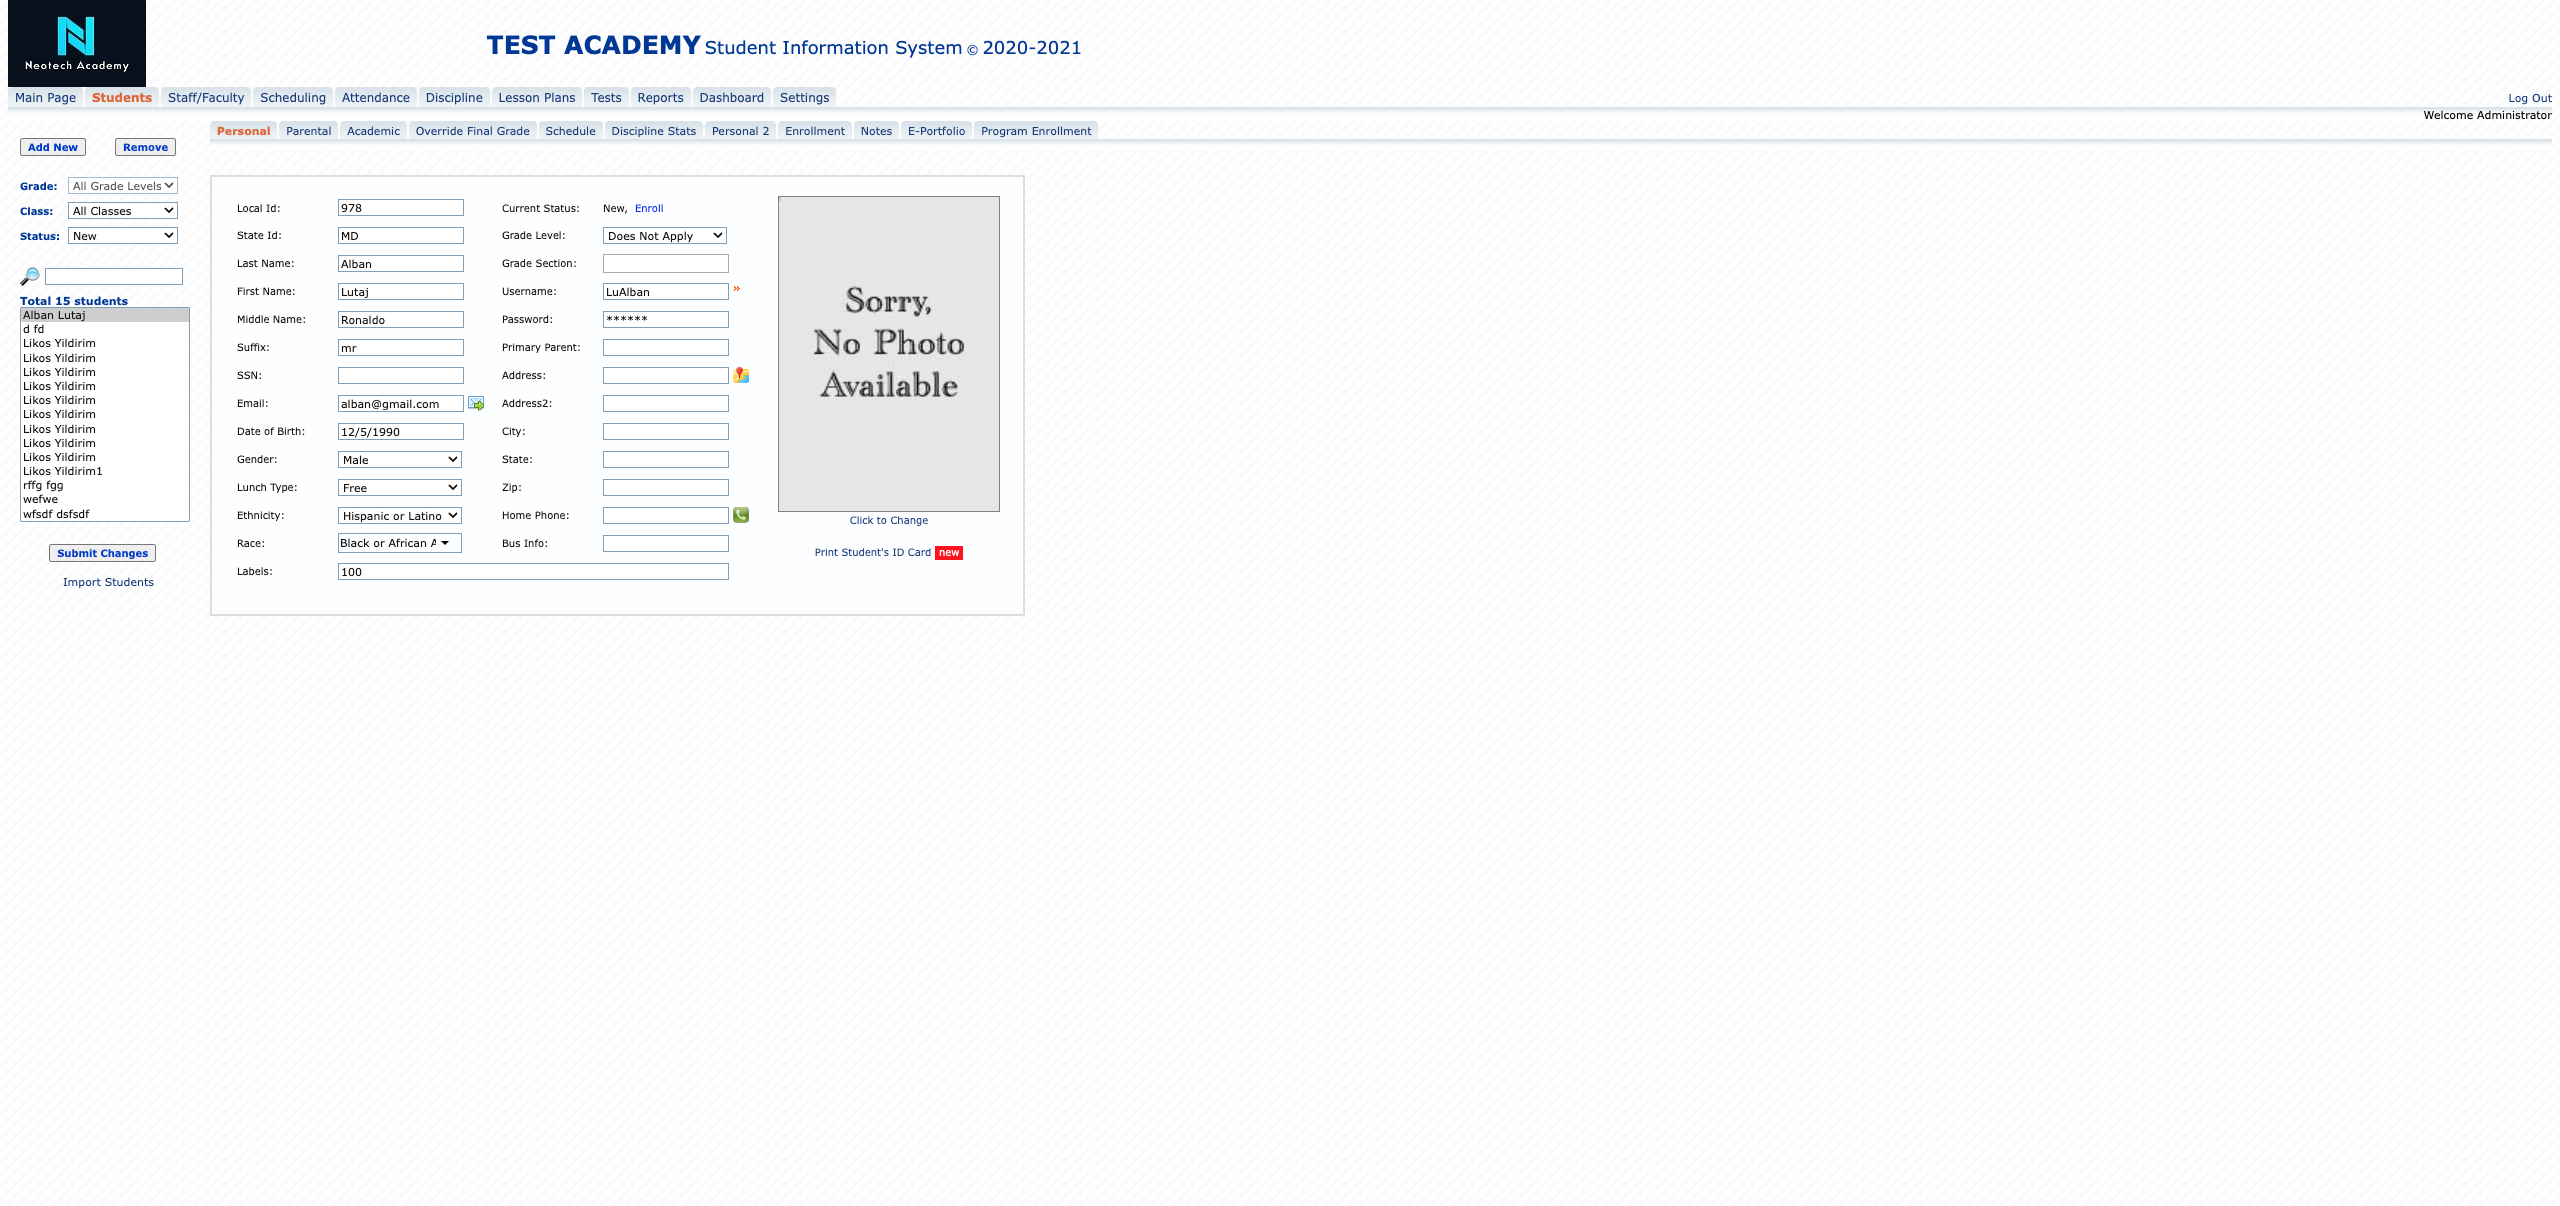 Neotech Academy
TEST ACADEMY Student Information System © 2020-2021
Main Page Students Staff/Faculty Scheduling Attendance Discipline Lesson Plans Tests Reports Dashboard Settings
Log Out
Welcome Administrator
Personal Parental Academic Override Final Grade Schedule Discipline Stats Personal 2 Enrollment Notes E-Portfolio Program Enrollment
Add New Remove
Grade: All Grade Levels
Class: All Classes
Status: New
Total 15 students
Alban Lutaj
d fd
Likos Yildirim
Likos Yildirim
Likos Yildirim
Likos Yildirim
Likos Yildirim
Likos Yildirim
Likos Yildirim
Likos Yildirim
Likos Yildirim
Likos Yildirim1
rffg fgg
wefwe
wfsdf dsfsdf
Submit Changes
Import Students
Local Id: 978 Current Status: New, Enroll
State Id: MD Grade Level: Does Not Apply
Last Name: Alban Grade Section:
First Name: Lutaj Username: LuAlban »
Middle Name: Ronaldo Password: ******
Suffix: mr Primary Parent:
SSN: Address:
Email: alban@gmail.com Address2:
Date of Birth: 12/5/1990 City:
Gender: Male State:
Lunch Type: Free Zip:
Ethnicity: Hispanic or Latino Home Phone:
Race: Black or African A Bus Info:
Labels: 100
Sorry,
No Photo
Available
Click to Change
Print Student's ID Card new